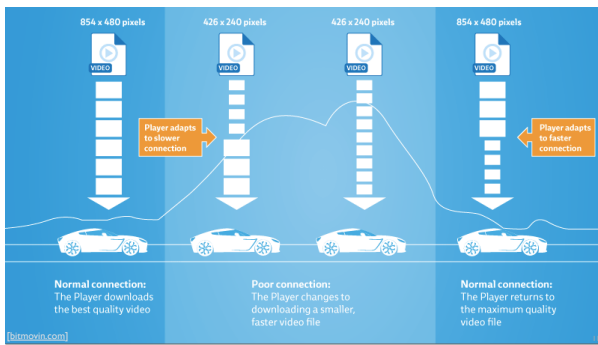 854 x 480 pixels
426 x 240 pixels
426 x 240 pixels
854 x 480 pixels
VIDEO
VIDEO
VIDEO
VIDEO
Player adapts
to slower
connection
Player adapts
to faster
connection
Normal connection:
The Player downloads
the best quality video
Poor connection:
The Player changes to
downloading a smaller,
faster video file
Normal connection:
The Player returns to
the maximum quality
video file
[bitmovin.com]